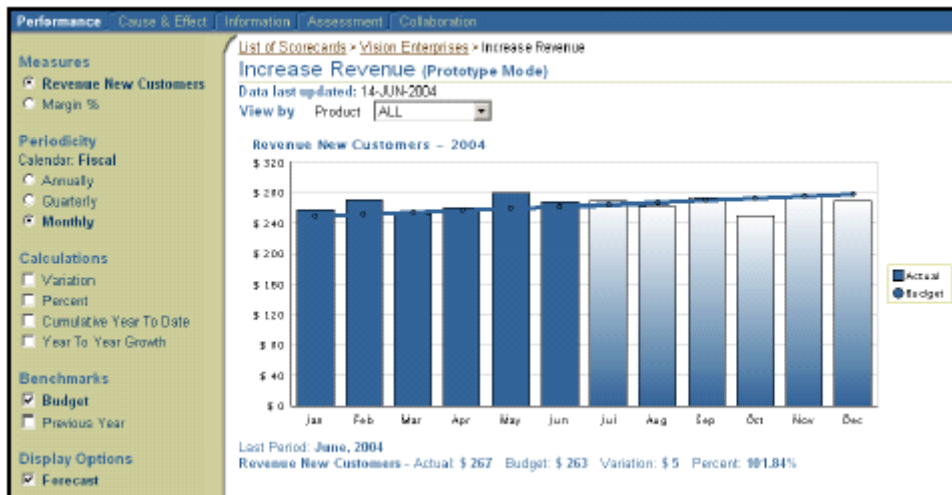 Performance Cause & Effect Information Assessment Collaboration
List of Scorecards > Vision Enterprises > Increase Revenue
Increase Revenue (Prototype Mode)
Data last updated: 14-JUN-2004
View by Product ALL
Measures
Revenue New Customers
Margin %
Periodicity
Calendar: Fiscal
Annually
Quarterly
Monthly
Calculations
Variation
Percent
Cumulative Year To Date
Year To Year Growth
Benchmarks
Budget
Previous Year
Display Options
Forecast
Revenue New Customers - 2004
$ 320
$ 280
$ 240
$ 200
$ 160
$ 120
$ 80
$ 40
$ 0
Jan Feb Mar Apr May Jun Jul Aug Sep Oct Nov Dec
Actual
Budget
Last Period: June, 2004
Revenue New Customers - Actual: $ 267 Budget: $ 263 Variation: $ 5 Percent: 101.84%